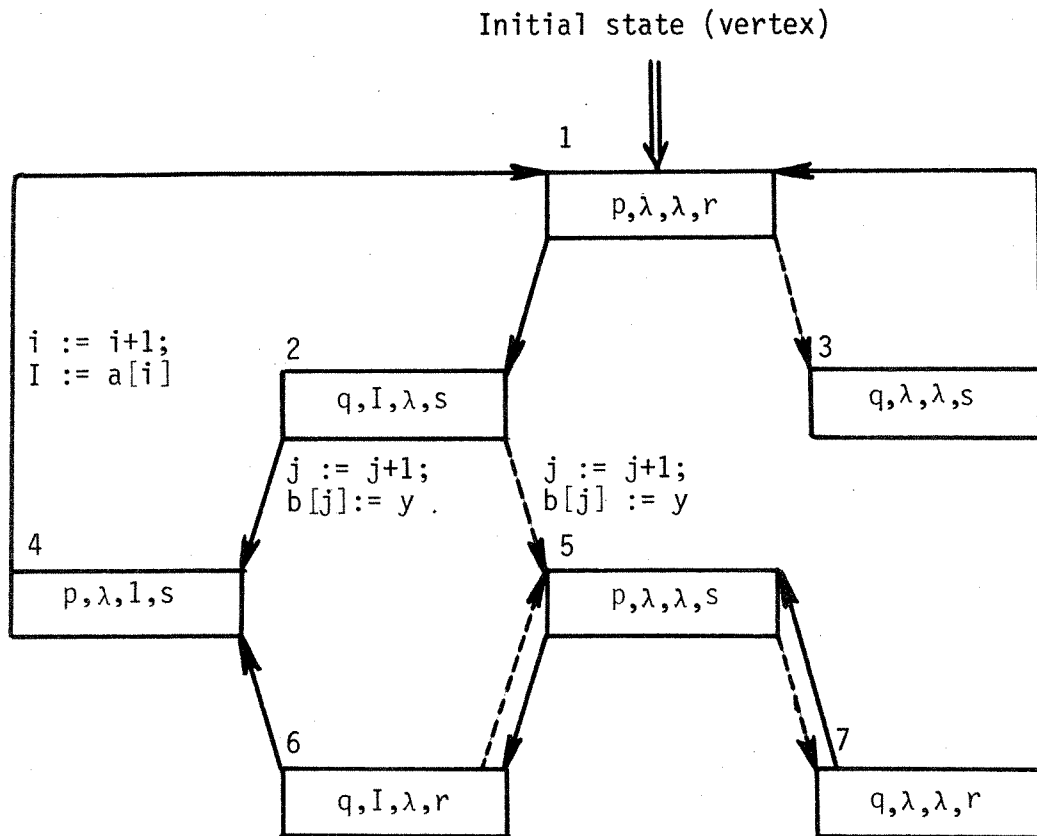 Initial state (vertex)
1
p,λ,λ,r
i := i+1;
I := a[i]
2
q,I,λ,s
3
q,λ,λ,s
j := j+1;
b[j]:= y .
j := j+1;
b[j] := y
4
p,λ,1,s
5
p,λ,λ,s
6
q,I,λ,r
7
q,λ,λ,r